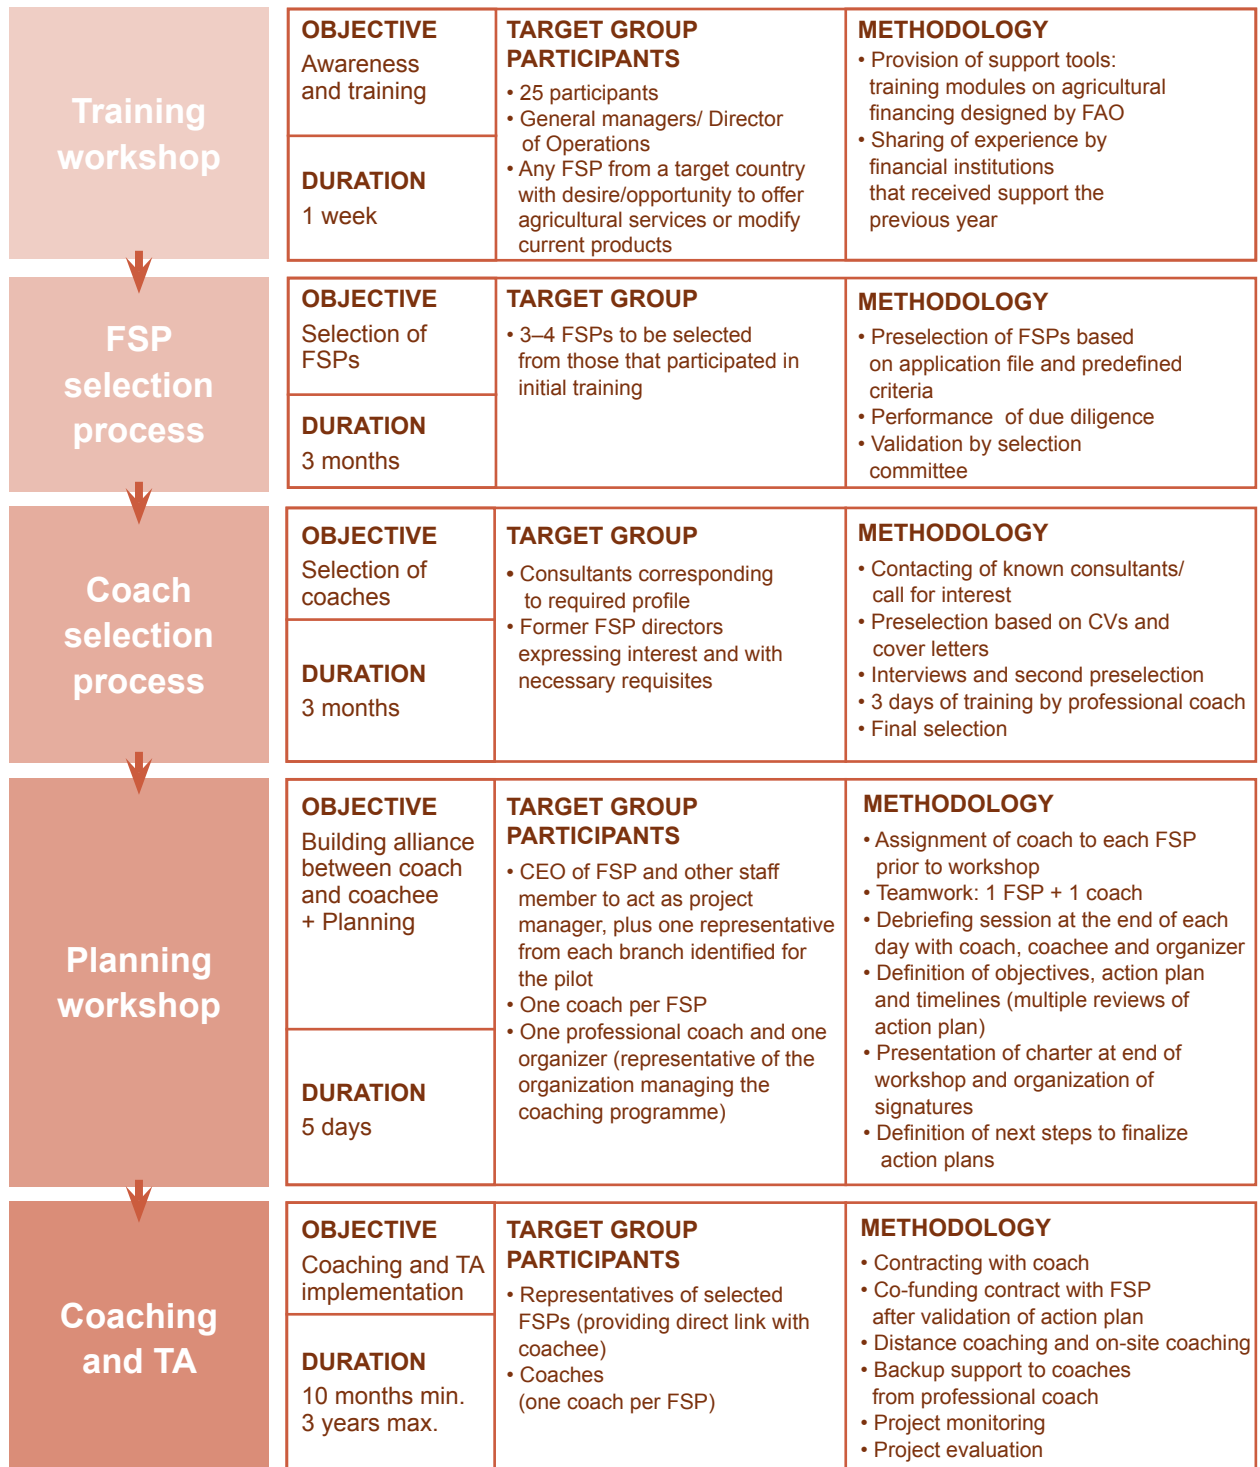 Training
workshop
OBJECTIVE
Awareness
and training
DURATION
1 week
TARGET GROUP
PARTICIPANTS
• 25 participants
• General managers/ Director
of Operations
• Any FSP from a target country
with desire/opportunity to offer
agricultural services or modify
current products
METHODOLOGY
• Provision of support tools:
training modules on agricultural
financing designed by FAO
• Sharing of experience by
financial institutions
that received support the
previous year
FSP
selection
process
OBJECTIVE
Selection of
FSPs
DURATION
3 months
TARGET GROUP
• 3–4 FSPs to be selected
from those that participated in
initial training
METHODOLOGY
• Preselection of FSPs based
on application file and predefined
criteria
• Performance of due diligence
• Validation by selection
committee
Coach
selection
process
OBJECTIVE
Selection of
coaches
DURATION
3 months
TARGET GROUP
• Consultants corresponding
to required profile
• Former FSP directors
expressing interest and with
necessary requisites
METHODOLOGY
• Contacting of known consultants/
call for interest
• Preselection based on CVs and
cover letters
• Interviews and second preselection
• 3 days of training by professional coach
• Final selection
Planning
workshop
OBJECTIVE
Building alliance
between coach
and coachee
+ Planning
DURATION
5 days
TARGET GROUP
PARTICIPANTS
• CEO of FSP and other staff
member to act as project
manager, plus one representative
from each branch identified for
the pilot
• One coach per FSP
• One professional coach and one
organizer (representative of the
organization managing the
coaching programme)
METHODOLOGY
• Assignment of coach to each FSP
prior to workshop
• Teamwork: 1 FSP + 1 coach
• Debriefing session at the end of each
day with coach, coachee and organizer
• Definition of objectives, action plan
and timelines (multiple reviews of
action plan)
• Presentation of charter at end of
workshop and organization of
signatures
• Definition of next steps to finalize
action plans
Coaching
and TA
OBJECTIVE
Coaching and TA
implementation
DURATION
10 months min.
3 years max.
TARGET GROUP
PARTICIPANTS
• Representatives of selected
FSPs (providing direct link with
coachee)
• Coaches
(one coach per FSP)
METHODOLOGY
• Contracting with coach
• Co-funding contract with FSP
after validation of action plan
• Distance coaching and on-site coaching
• Backup support to coaches
from professional coach
• Project monitoring
• Project evaluation